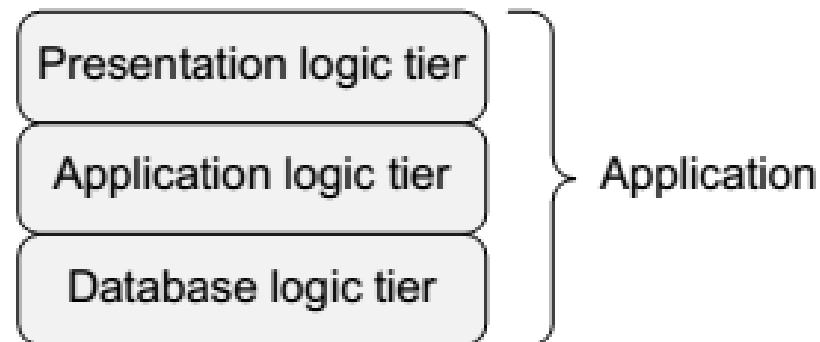 Presentation logic tier
Application logic tier
Application
Database logic tier